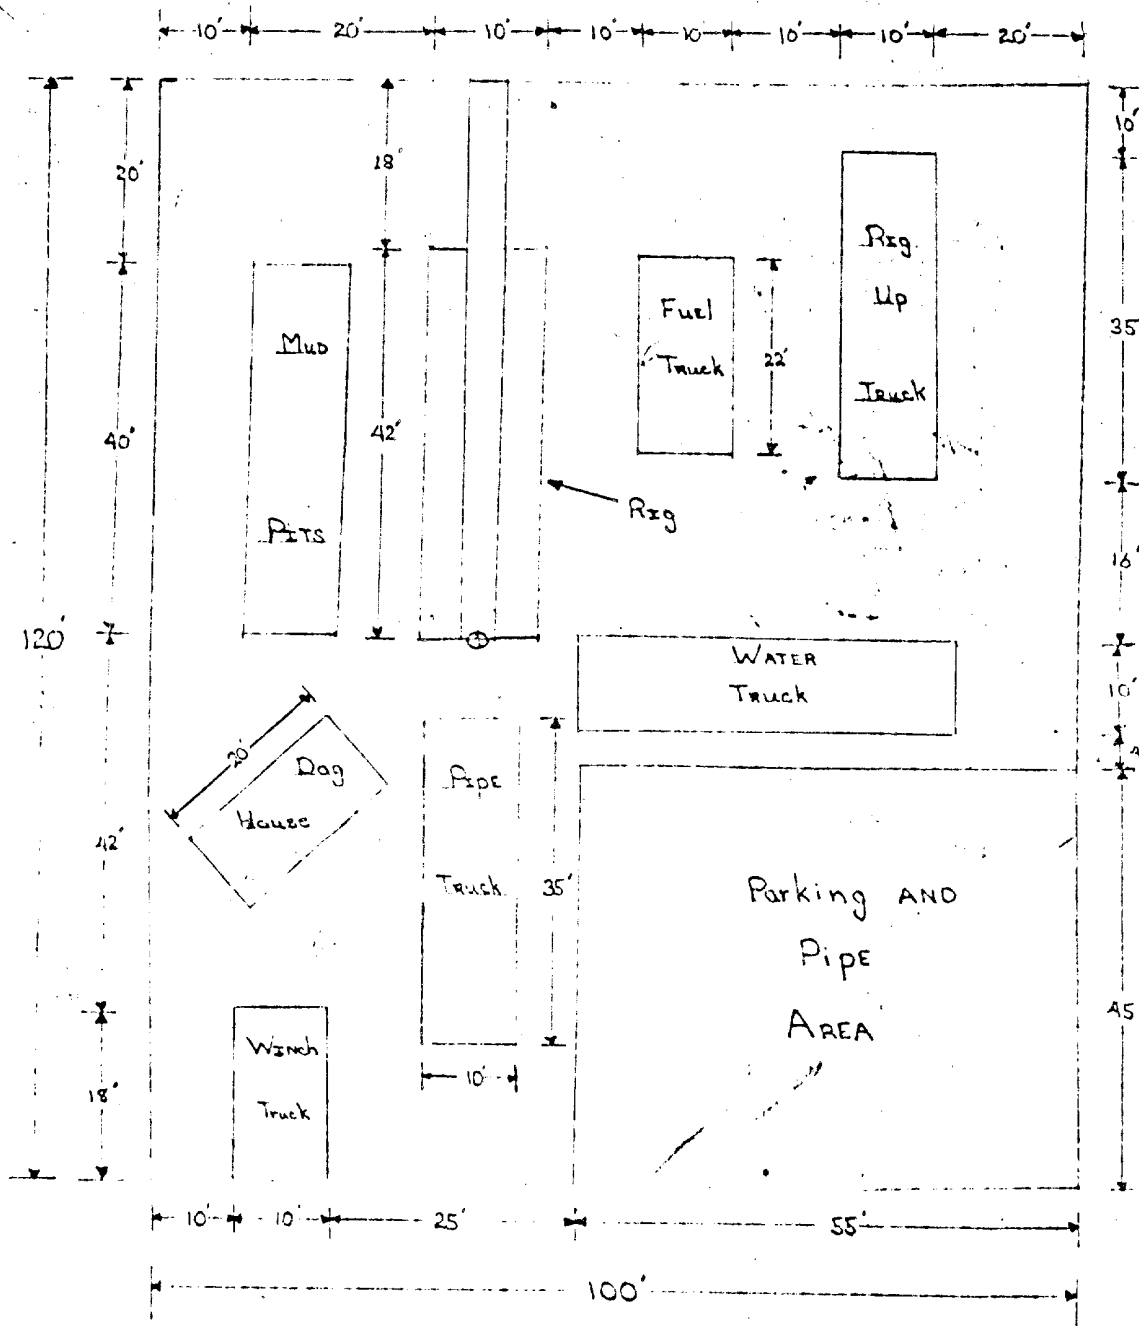 10' 20' 10' 10' 10 10' 10' 20'
10'
20'
18'
Rig
Up
Truck
Fuel
Truck
22'
35
Mud
40'
42'
Pits
Rig
16'
120'
Water
Truck
10'
20'
Dog
House
Pipe
Truck
35'
42'
Parking AND
Pipe
AREA
45
Winch
Truck
10'
18'
10' 10' 25' 55'
100'